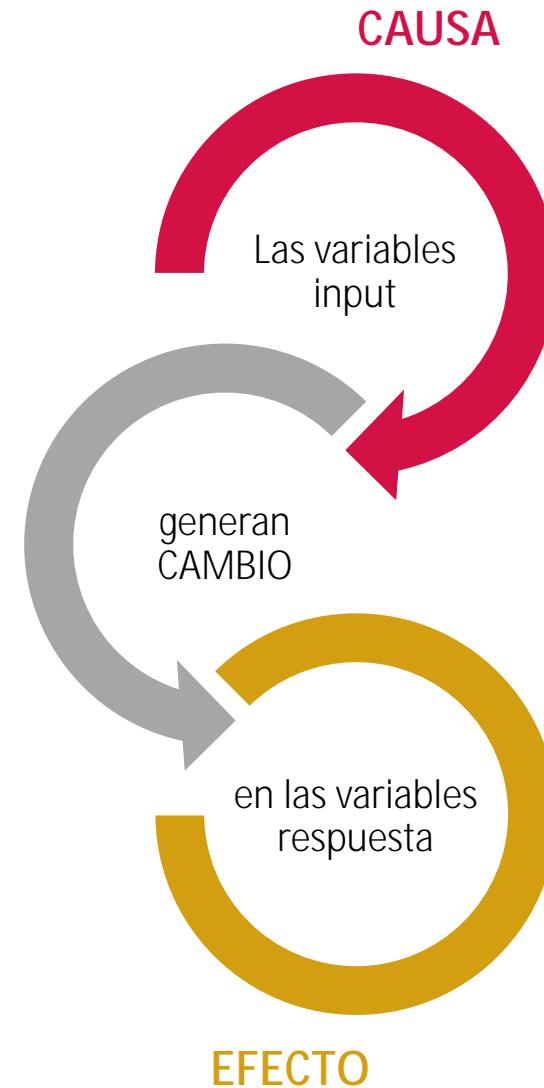 CAUSA
Las variables
input
generan
CAMBIO
en las variables
respuesta
EFECTO